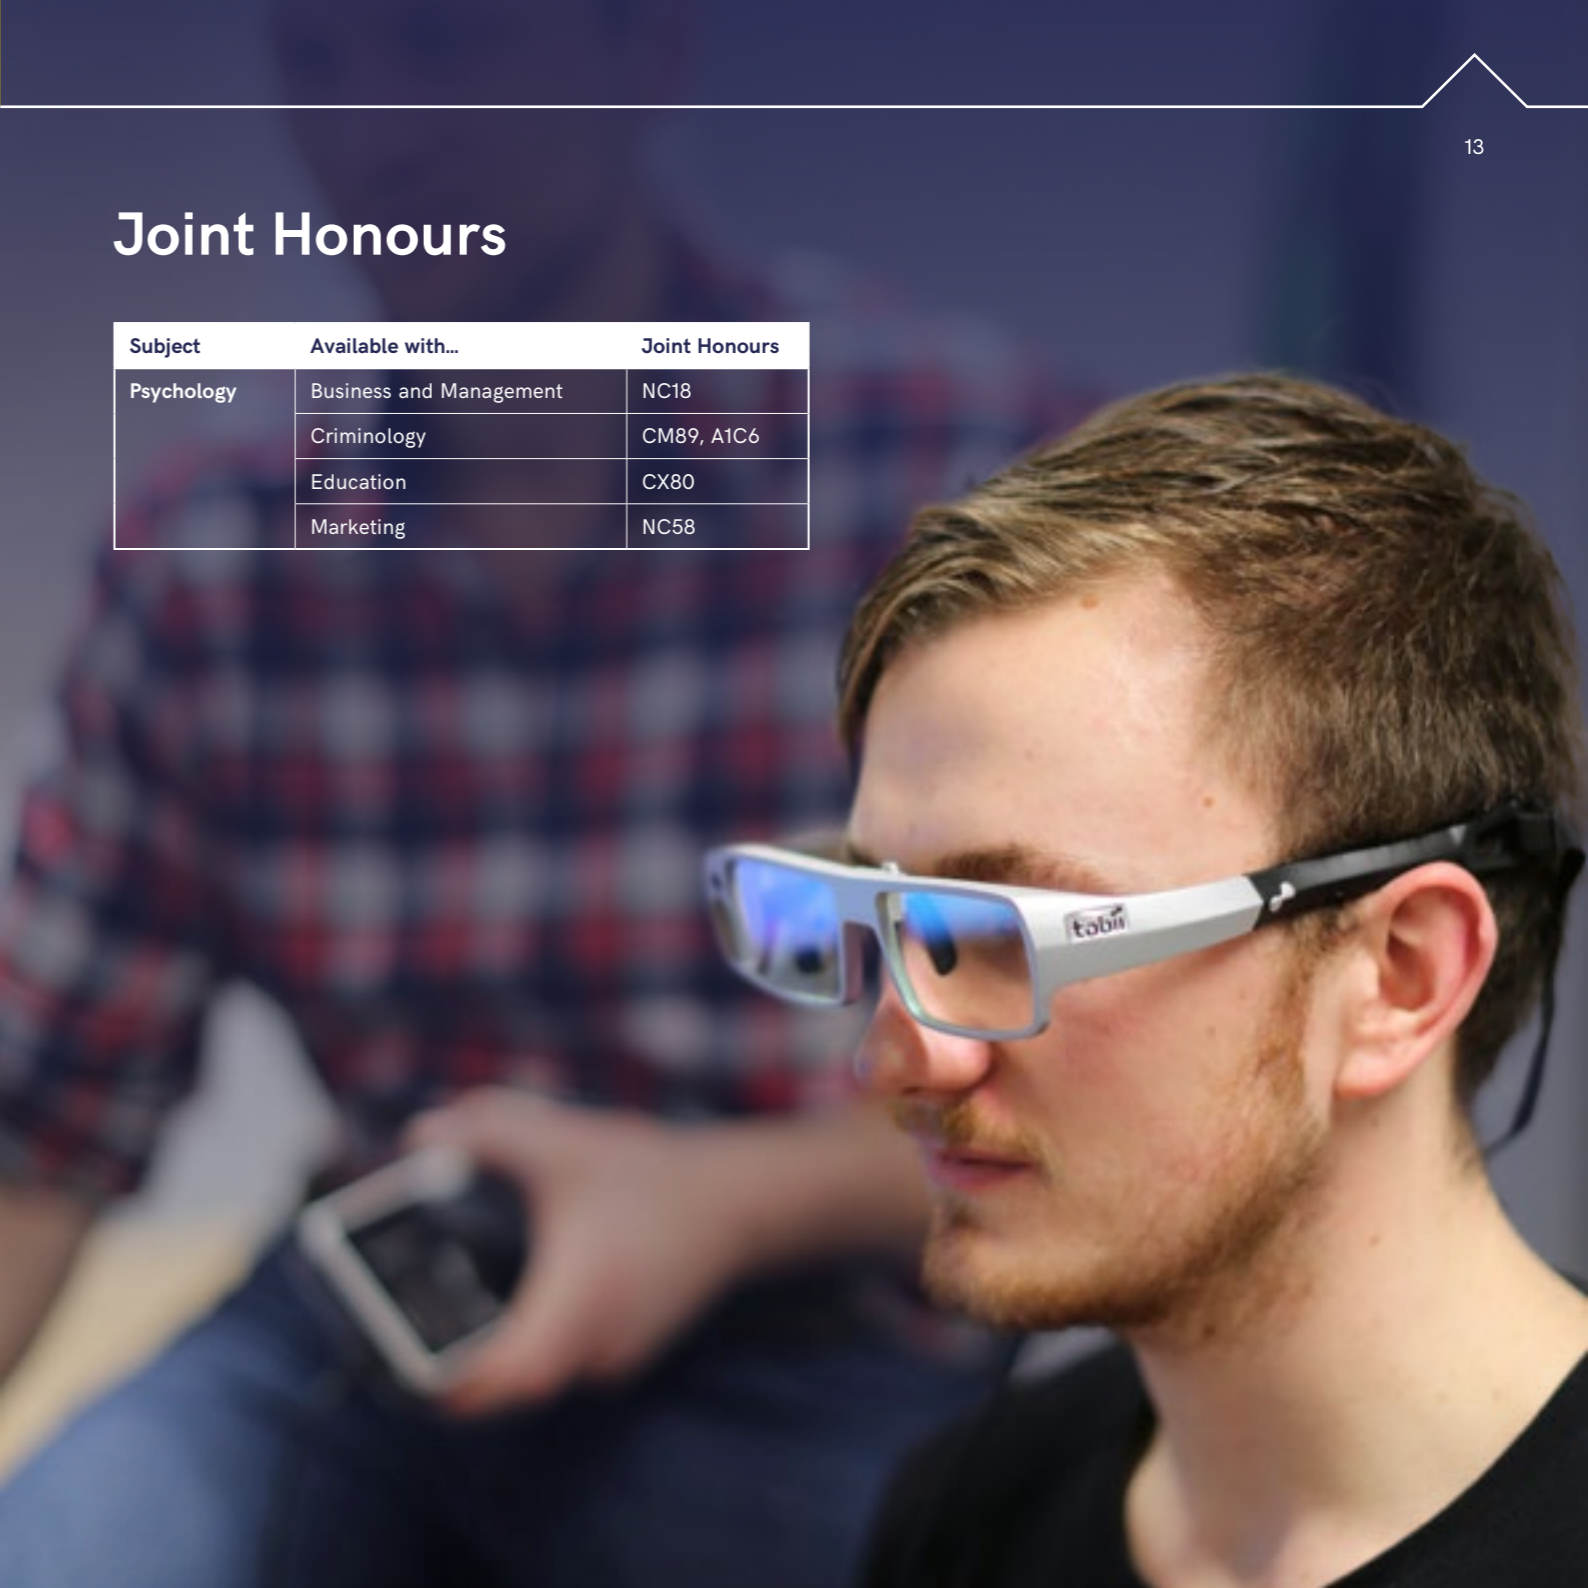 13
Joint Honours
Subject Available with... Joint Honours
Psychology Business and Management NC18
Criminology CM89, A1C6
Education CX80
Marketing NC58
tobii